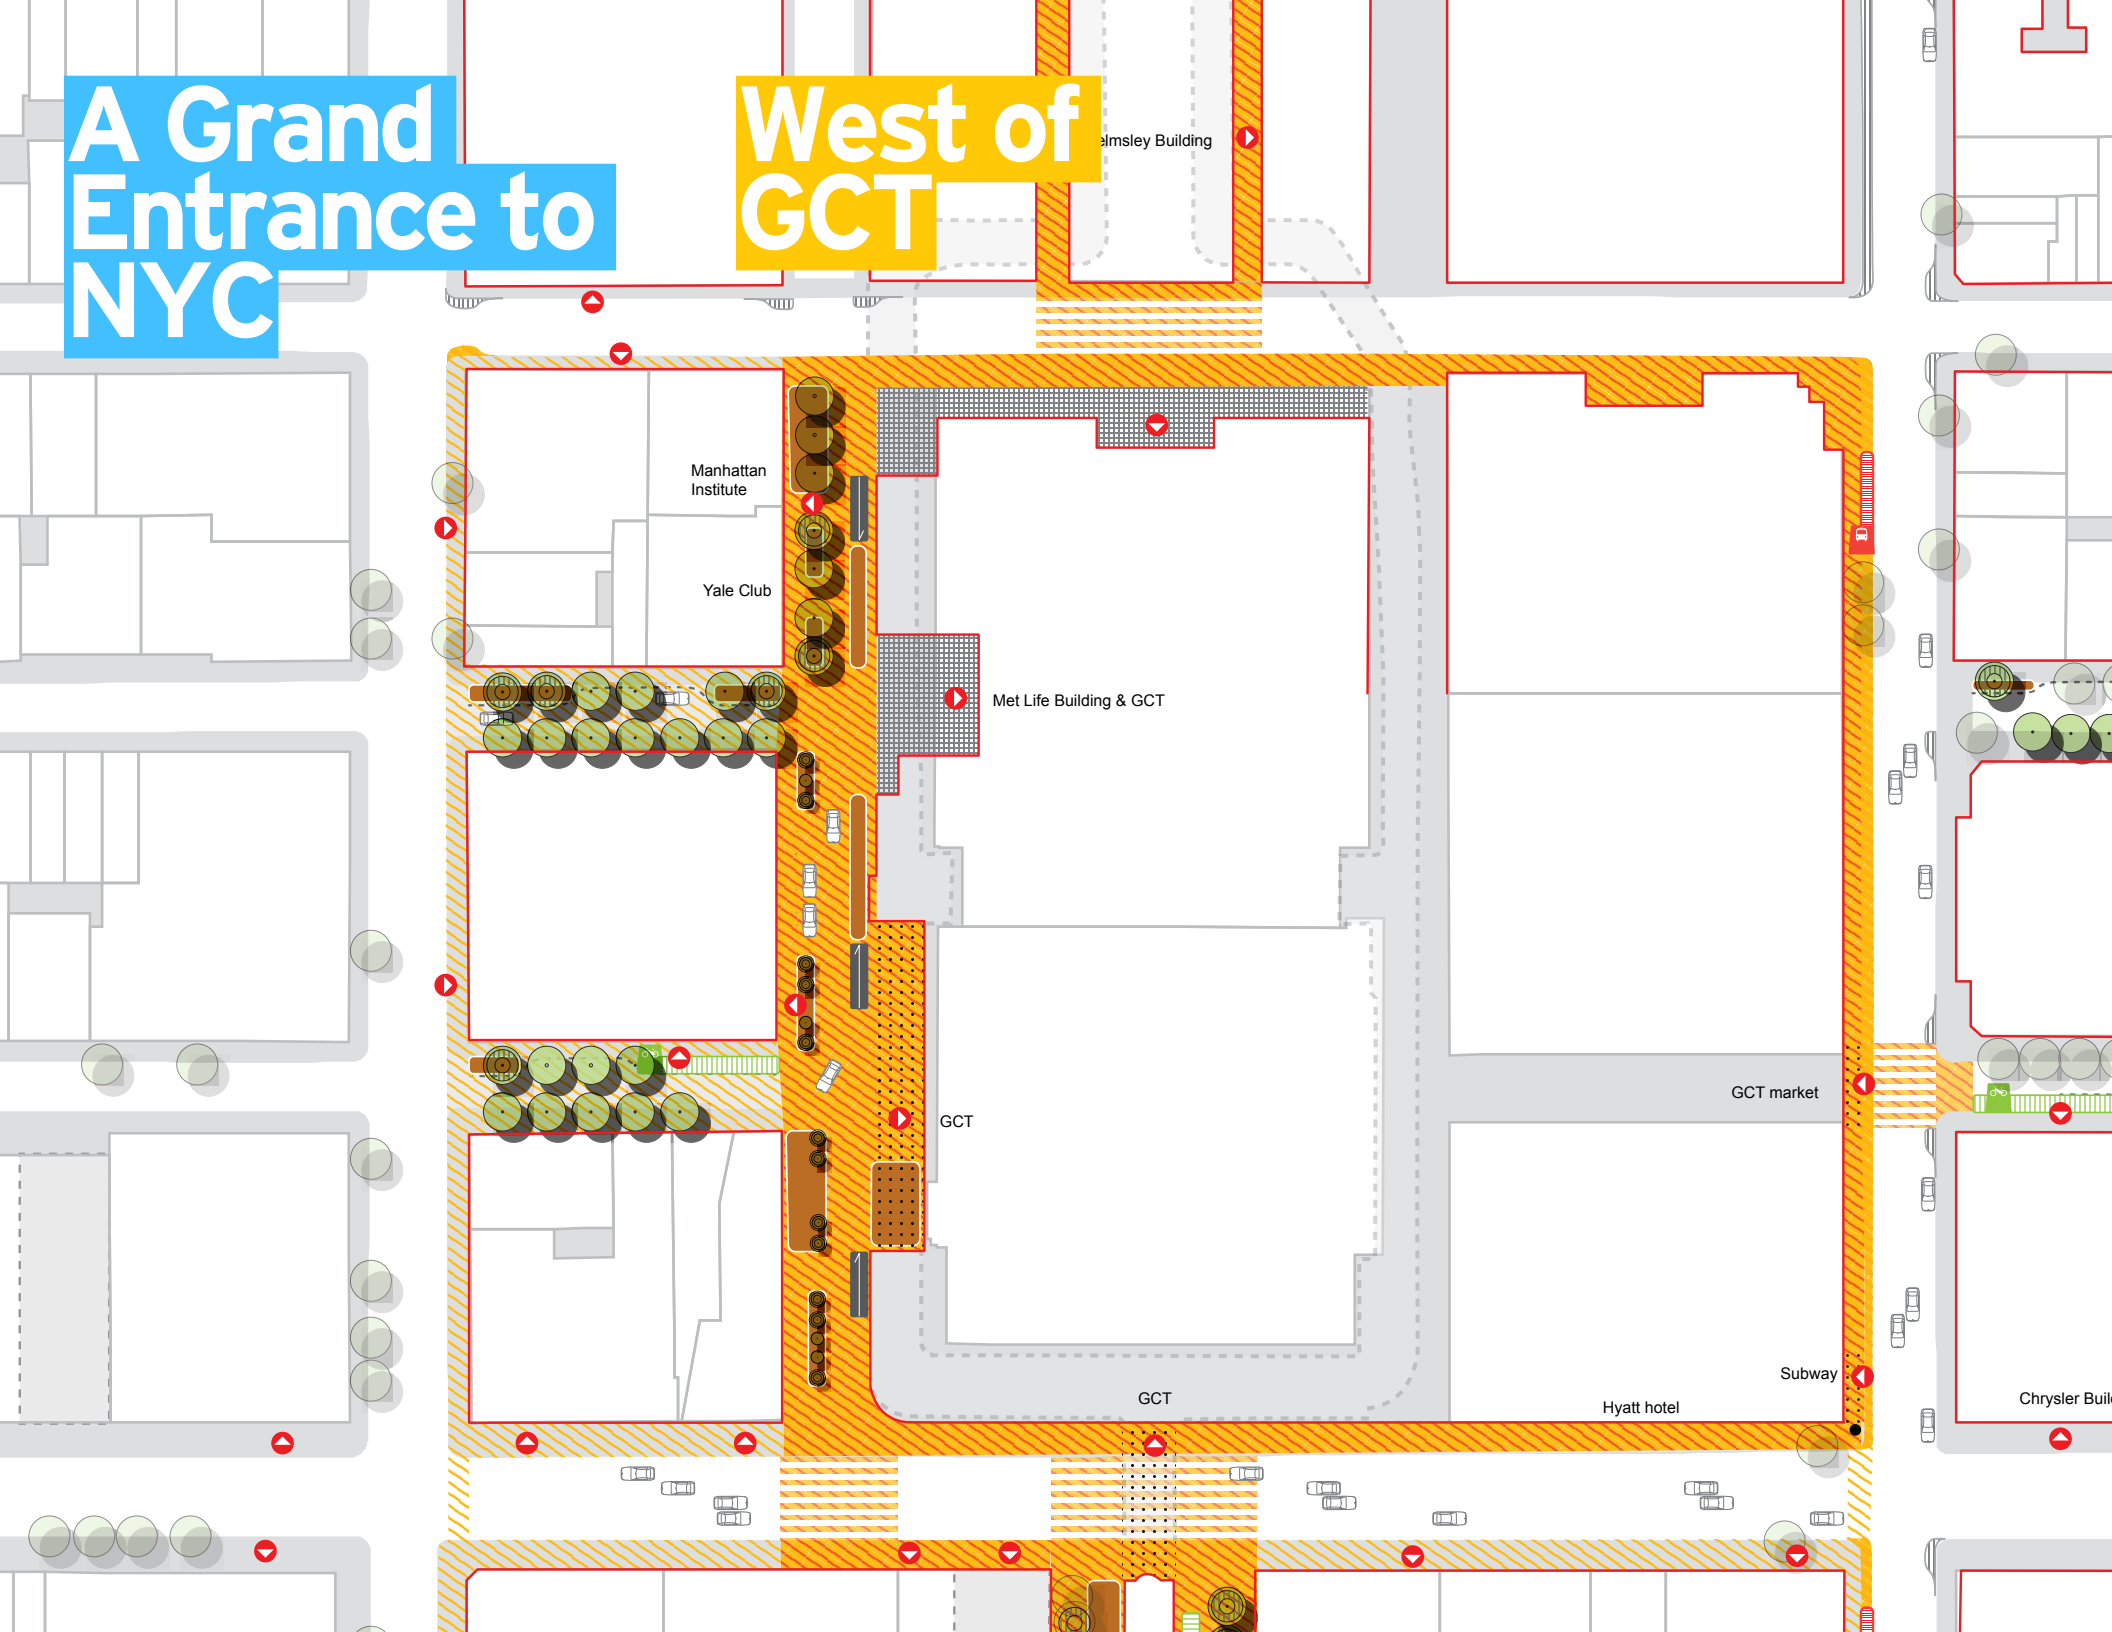 A Grand
Entrance to
NYC
West of
GCT
elmsley Building
Manhattan
Institute
Yale Club
Met Life Building & GCT
GCT market
GCT
Subway
GCT
Hyatt hotel
Chrysler Buil